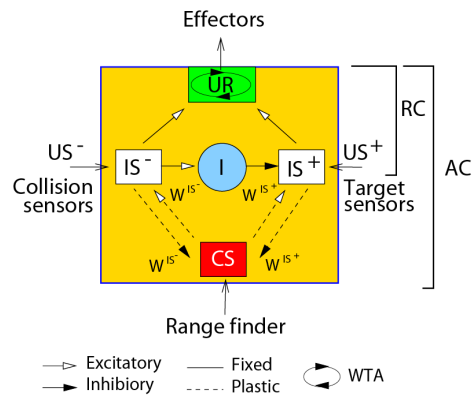 Effectors
UR
RC
US-
IS-
I
IS+
US+
AC
Collision
sensors
W IS-
W IS+
Target
sensors
W IS-
CS
W IS+
Range finder
Excitatory
Fixed
WTA
Inhibiory
Plastic